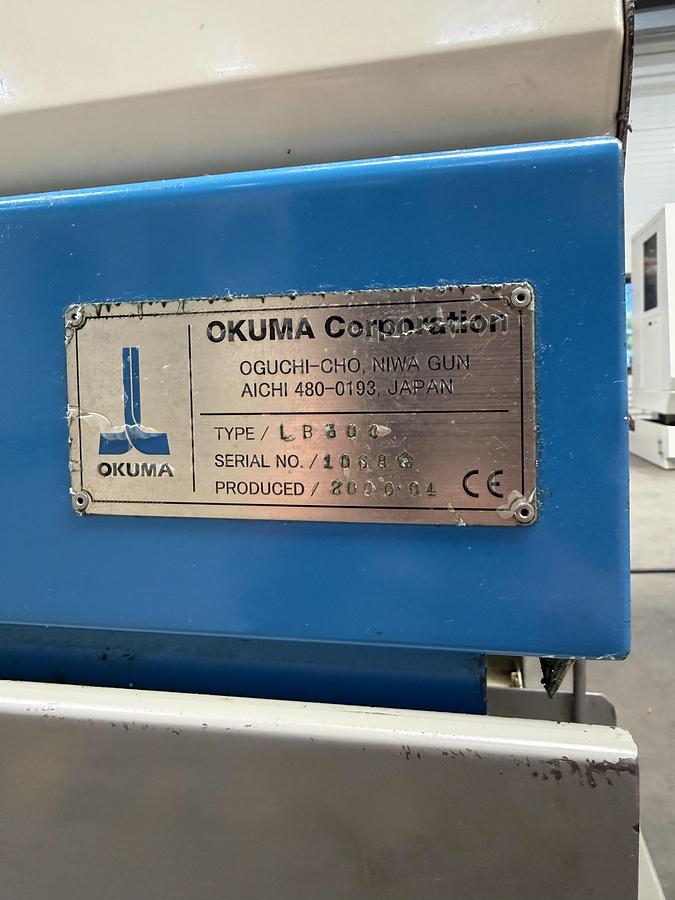 OKUMA Corporation
OGUCHI-CHO, NIWA GUN
AICHI 480-0193, JAPAN
OKUMA
TYPE / LB300
SERIAL NO. / 1068
PRODUCED / 2000 04
CE